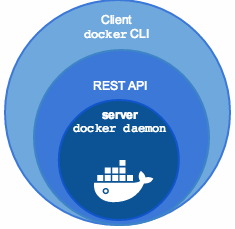 Client
docker CLI
REST API
server
docker daemon